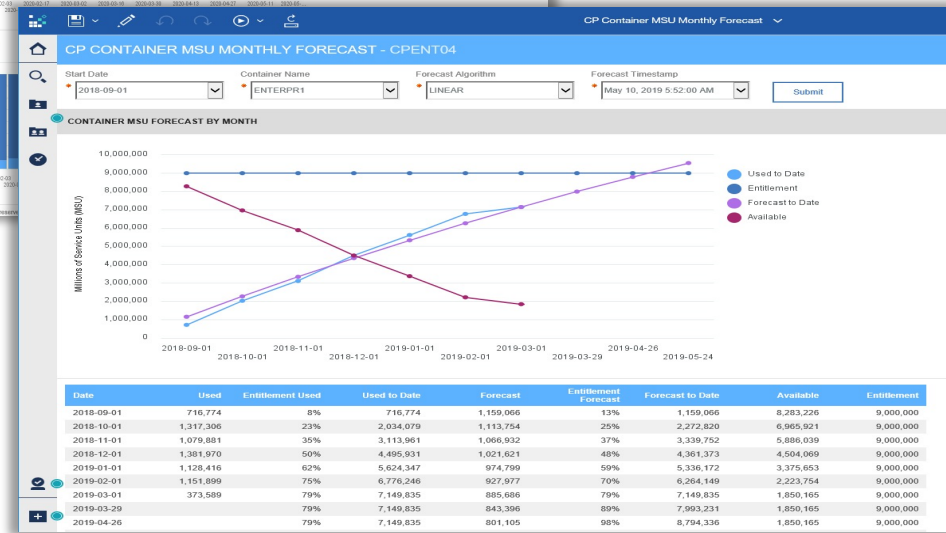 CP Container MSU Monthly Forecast
CP CONTAINER MSU MONTHLY FORECAST - CPENT04
Start Date Container Name Forecast Algorithm Forecast Timestamp
* 2018-09-01 * ENTERPR1 * LINEAR * May 10, 2019 5:52:00 AM Submit
CONTAINER MSU FORECAST BY MONTH
10,000,000
9,000,000
8,000,000
7,000,000
6,000,000
5,000,000
4,000,000
3,000,000
2,000,000
1,000,000
0
Millions of Service Units (MSU)
Used to Date
Entitlement
Forecast to Date
Available
2018-09-01 2018-11-01 2019-01-01 2019-03-01 2019-04-26
2018-10-01 2018-12-01 2019-02-01 2019-03-29 2019-05-24
Date Used Entitlement Used Used to Date Forecast Entitlement Forecast Forecast to Date Available Entitlement
2018-09-01 716,774 8% 716,774 1,159,066 13% 1,159,066 8,283,226 9,000,000
2018-10-01 1,317,306 23% 2,034,079 1,113,754 25% 2,272,820 6,965,921 9,000,000
2018-11-01 1,079,881 35% 3,113,961 1,066,932 37% 3,339,752 5,886,039 9,000,000
2018-12-01 1,381,970 50% 4,495,931 1,021,621 48% 4,361,373 4,504,069 9,000,000
2019-01-01 1,128,416 62% 5,624,347 974,799 59% 5,336,172 3,375,653 9,000,000
2019-02-01 1,151,899 75% 6,776,246 927,977 70% 6,264,149 2,223,754 9,000,000
2019-03-01 373,589 79% 7,149,835 885,686 79% 7,149,835 1,850,165 9,000,000
2019-03-29 79% 7,149,835 843,396 89% 7,993,231 1,850,165 9,000,000
2019-04-26 79% 7,149,835 801,105 98% 8,794,336 1,850,165 9,000,000